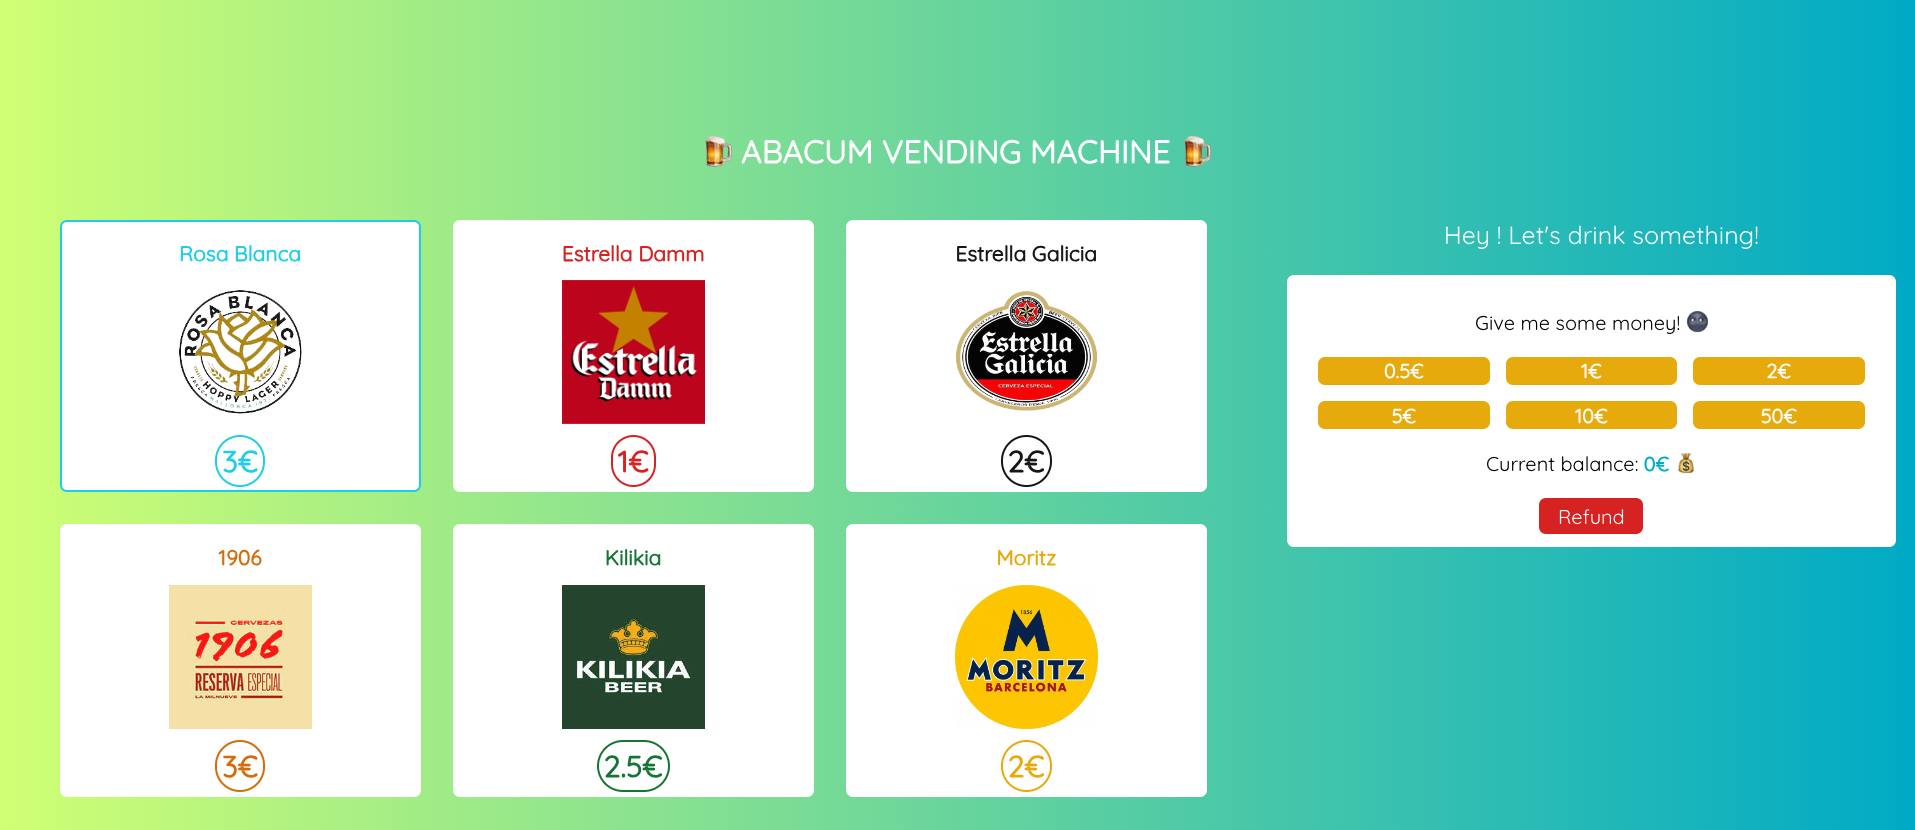 ABACUM VENDING MACHINE
Rosa Blanca
ROSA BLANCA
HOPPY LAGER
3€
Estrella Damm
Estrella
Damm
1€
Estrella Galicia
Estrella
Galicia
CERVEZA ESPECIAL
2€
1906
CERVEZAS
1906
RESERVA ESPECIAL
LA MILNUEVE
3€
Kilikia
KILIKIA
BEER
2.5€
Moritz
1856
M
MORITZ
BARCELONA
2€
Hey ! Let's drink something!
Give me some money!
0.5€ 1€ 2€
5€ 10€ 50€
Current balance: 0€
Refund